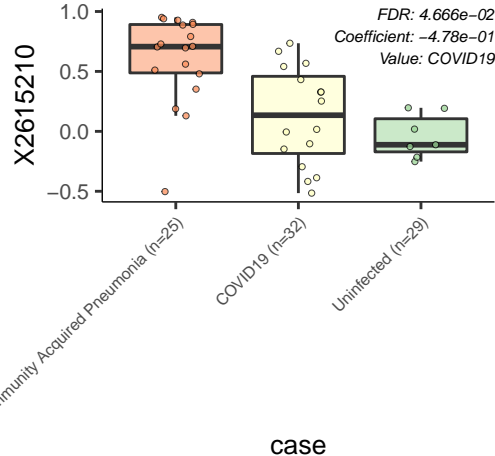 FDR: 4.666e−02
Coefficient: −4.78e−01
Value: COVID19
X2615210
1.0
0.5
0.0
−0.5
Acquired Pneumonia (n=25)
COVID19 (n=32)
Uninfected (n=29)
case